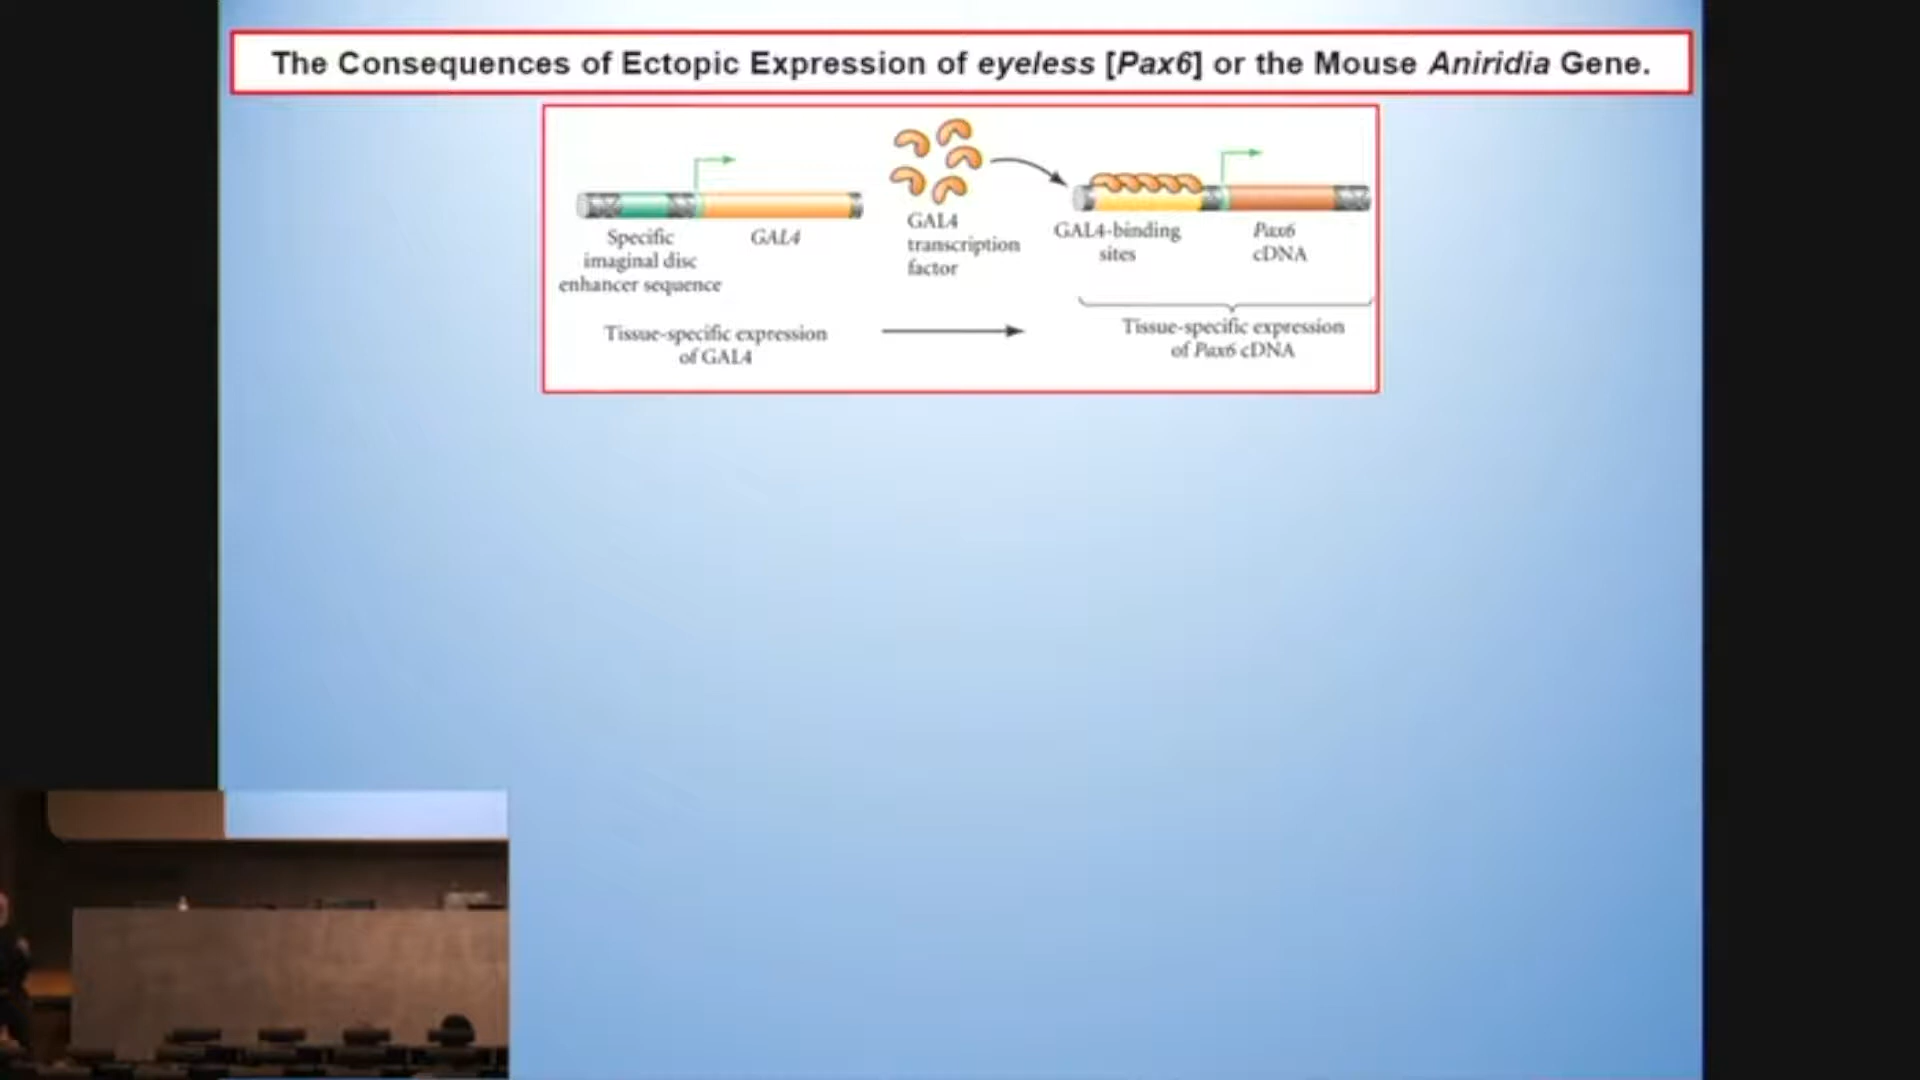 The Consequences of Ectopic Expression of eyeless [Pax6] or the Mouse Aniridia Gene.
Specific
imaginal disc
enhancer sequence
GAL4
GAL4
transcription
factor
GAL4-binding
sites
Pax6
cDNA
Tissue-specific expression
of GAL4
Tissue-specific expression
of Pax6 cDNA